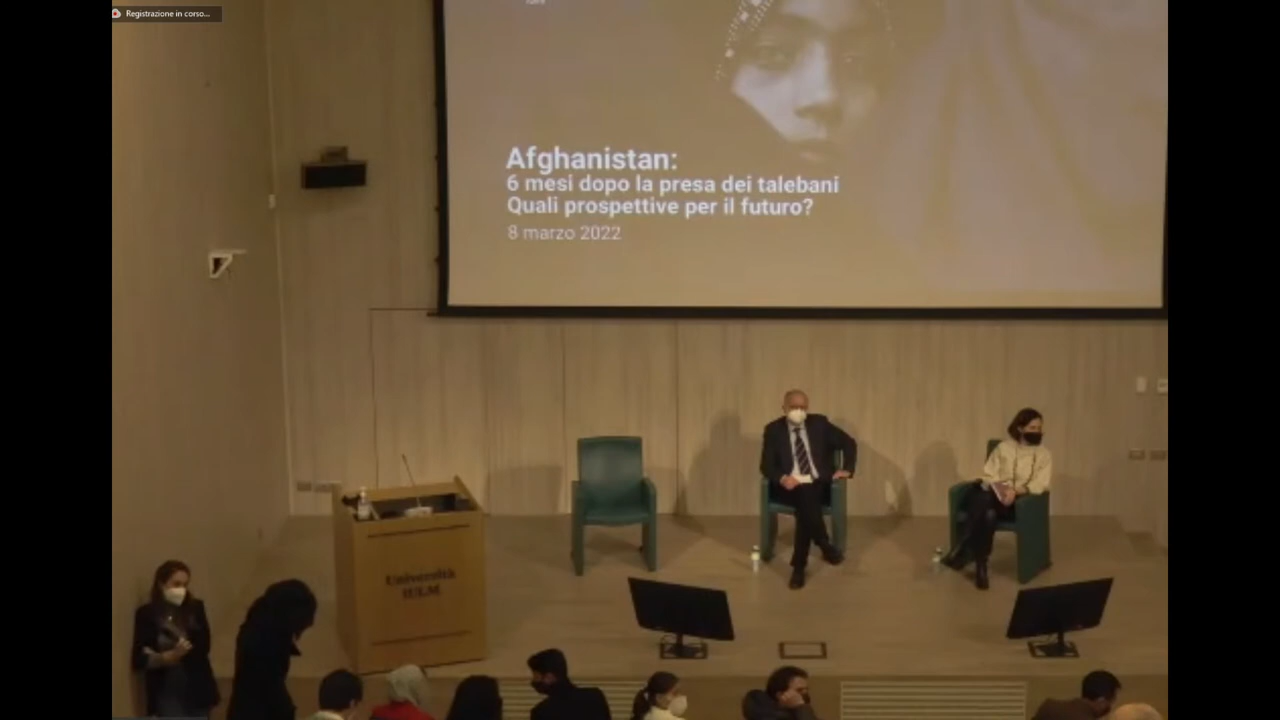 Registrazione in corso...
Afghanistan:
6 mesi dopo la presa dei talebani
Quali prospettive per il futuro?
8 marzo 2022
Università
IULM